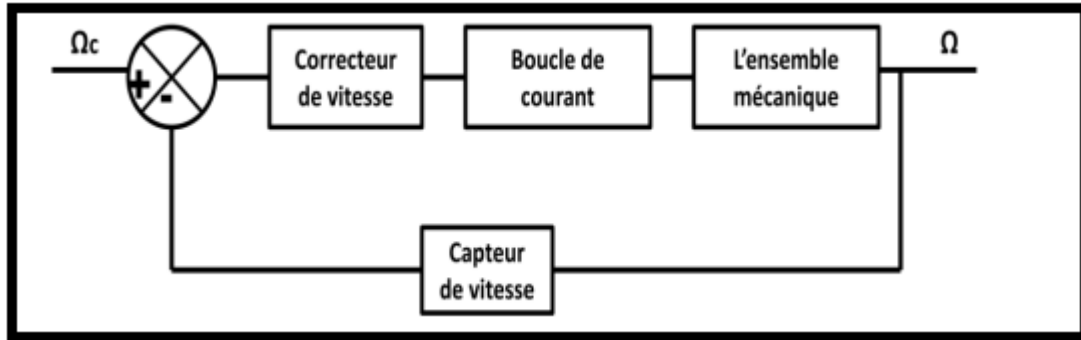 Ωc
+
-
Correcteur
de vitesse
Boucle de
courant
L'ensemble
mécanique
Ω
Capteur
de vitesse